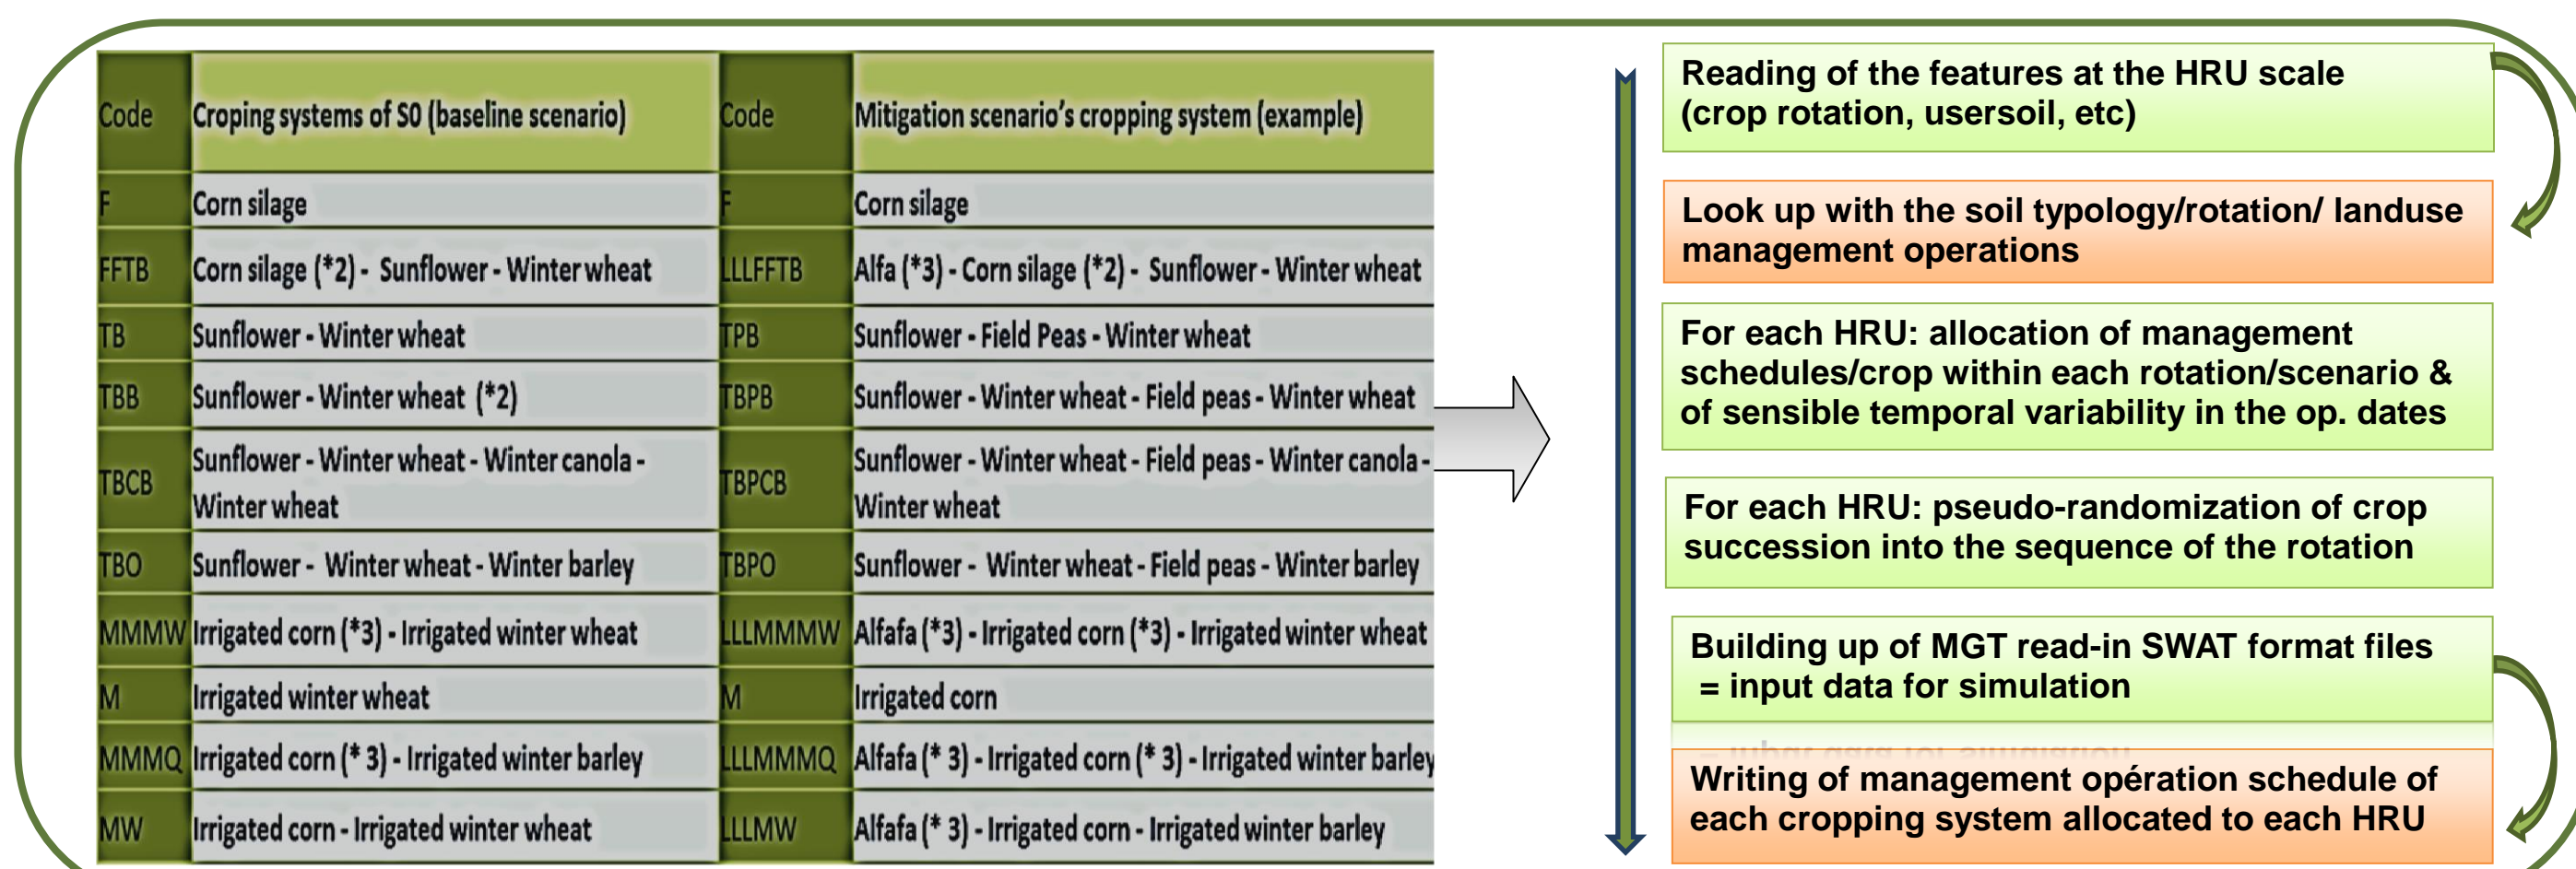 Code Croping systems of S0 (baseline scenario) Code Mitigation scenario's cropping system (example)
F Corn silage F Corn silage
FFTB Corn silage (*2) - Sunflower - Winter wheat LLLFFTB Alfa (*3) - Corn silage (*2) - Sunflower - Winter wheat
TB Sunflower - Winter wheat TPB Sunflower - Field Peas - Winter wheat
TBB Sunflower - Winter wheat (*2) TBPB Sunflower - Winter wheat - Field peas - Winter wheat
TBCB Sunflower - Winter wheat - Winter canola -
Winter wheat
TBPCB Sunflower - Winter wheat - Field peas - Winter canola -
Winter wheat
TBO Sunflower - Winter wheat - Winter barley TBPO Sunflower - Winter wheat - Field peas - Winter barley
MMMW Irrigated corn (*3) - Irrigated winter wheat LLLMMMW Alfafa (*3) - Irrigated corn (*3) - Irrigated winter wheat
M Irrigated winter wheat M Irrigated corn
MMMQ Irrigated corn (* 3) - Irrigated winter barley LLLMMMQ Alfafa (* 3) - Irrigated corn (* 3) - Irrigated winter barley
MW Irrigated corn - Irrigated winter wheat LLLMW Alfafa (* 3) - Irrigated corn - Irrigated winter barley
Reading of the features at the HRU scale
(crop rotation, usersoil, etc)
Look up with the soil typology/rotation/ landuse
management operations
For each HRU: allocation of management
schedules/crop within each rotation/scenario &
of sensible temporal variability in the op. dates
For each HRU: pseudo-randomization of crop
succession into the sequence of the rotation
Building up of MGT read-in SWAT format files
= input data for simulation
Writing of management opération schedule of
each cropping system allocated to each HRU